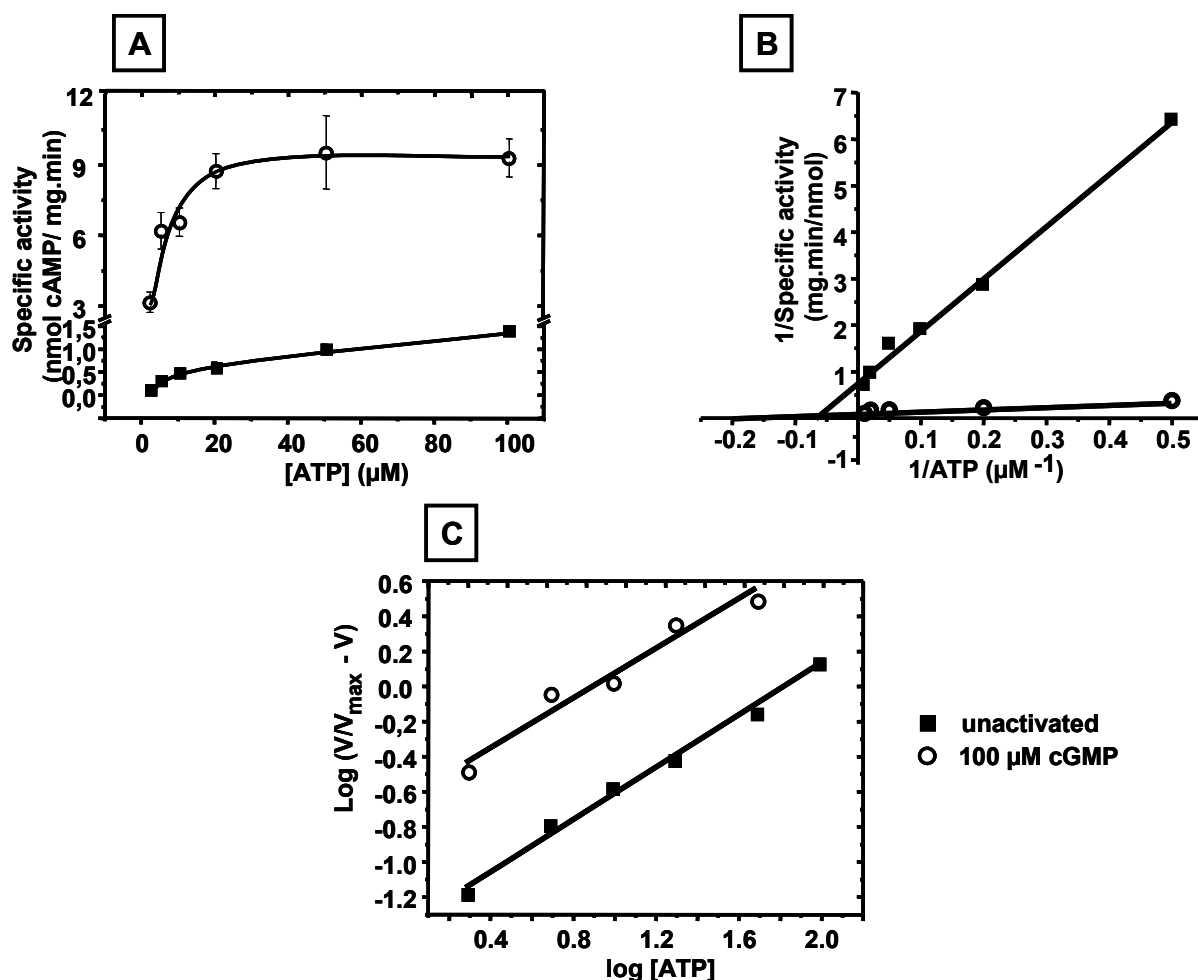 A
12
9
6
3
1,5
1,0
0,5
0,0
Specific activity
(nmol cAMP/ mg.min)
0 20 40 60 80 100
[ATP] (µM)
B
7
6
5
4
3
2
1
-1
1/Specific activity
(mg.min/nmol)
-0.2 -0.1 0.1 0.2 0.3 0.4 0.5
1/ATP (µM -1)
C
0.6
0.4
0.2
0.0
-0,2
-0.4
-0.6
-0.8
-1.0
-1.2
Log (V/Vmax - V)
0.4 0.8 1.2 1.6 2.0
log [ATP]
unactivated
100 µM cGMP